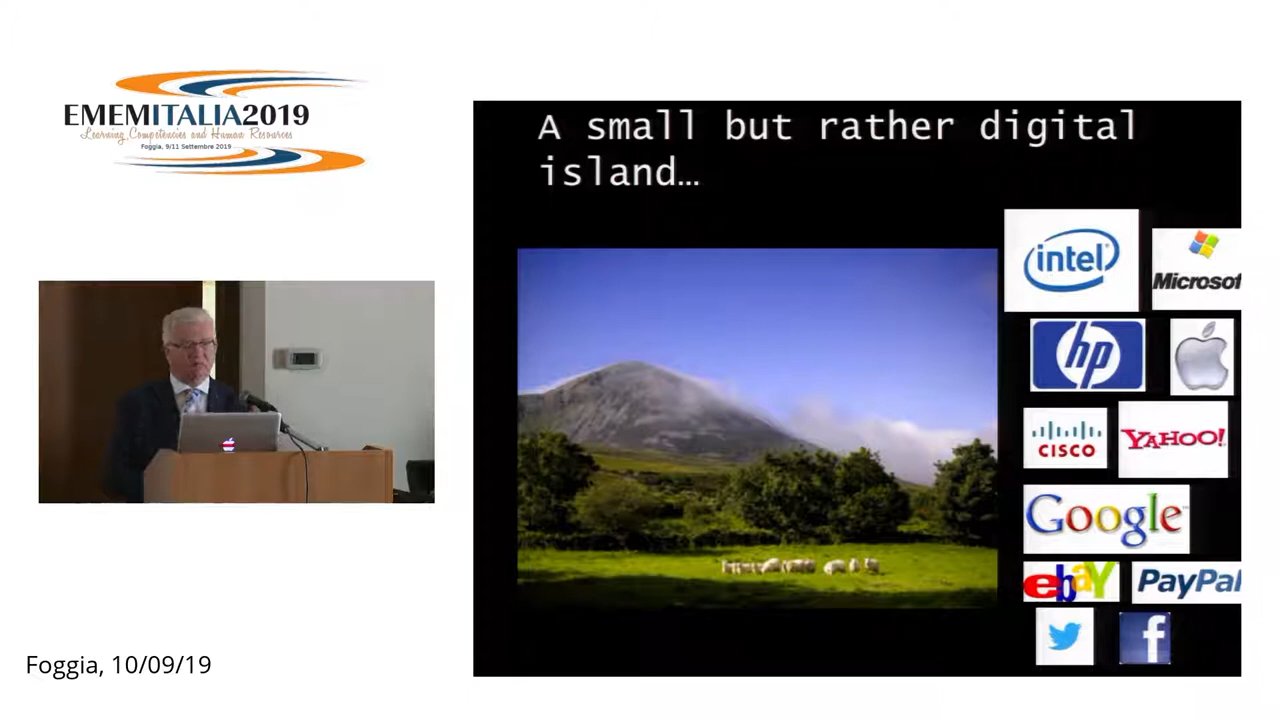 EMEMITALIA2019
Learning, Competencies and Human Resources
Foggia, 9/11 Settembre 2019
A small but rather digital
island…
intel
Microsof
hp
CISCO
YAHOO!
Google
ebaY
PayPal
f
Foggia, 10/09/19